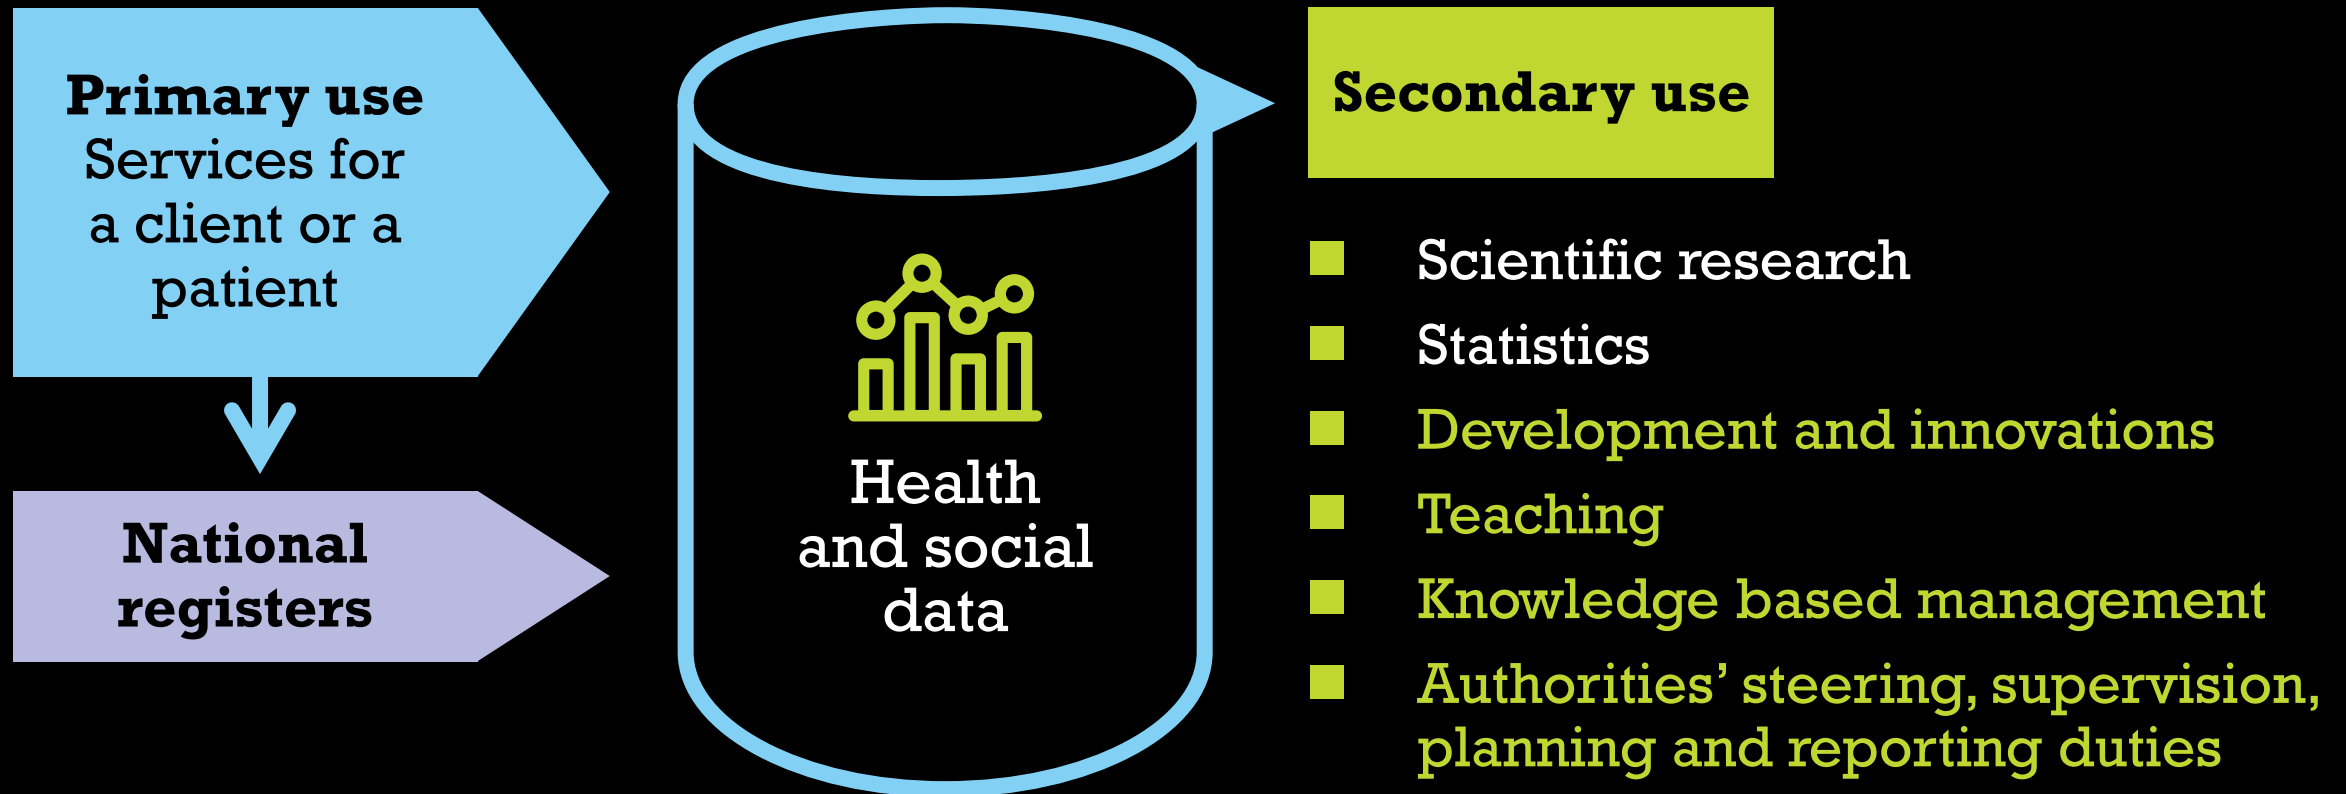 Primary use
Services for
a client or a
patient
National
registers
Health
and social
data
Secondary use
Scientific research
Statistics
Development and innovations
Teaching
Knowledge based management
Authorities’ steering, supervision,
planning and reporting duties